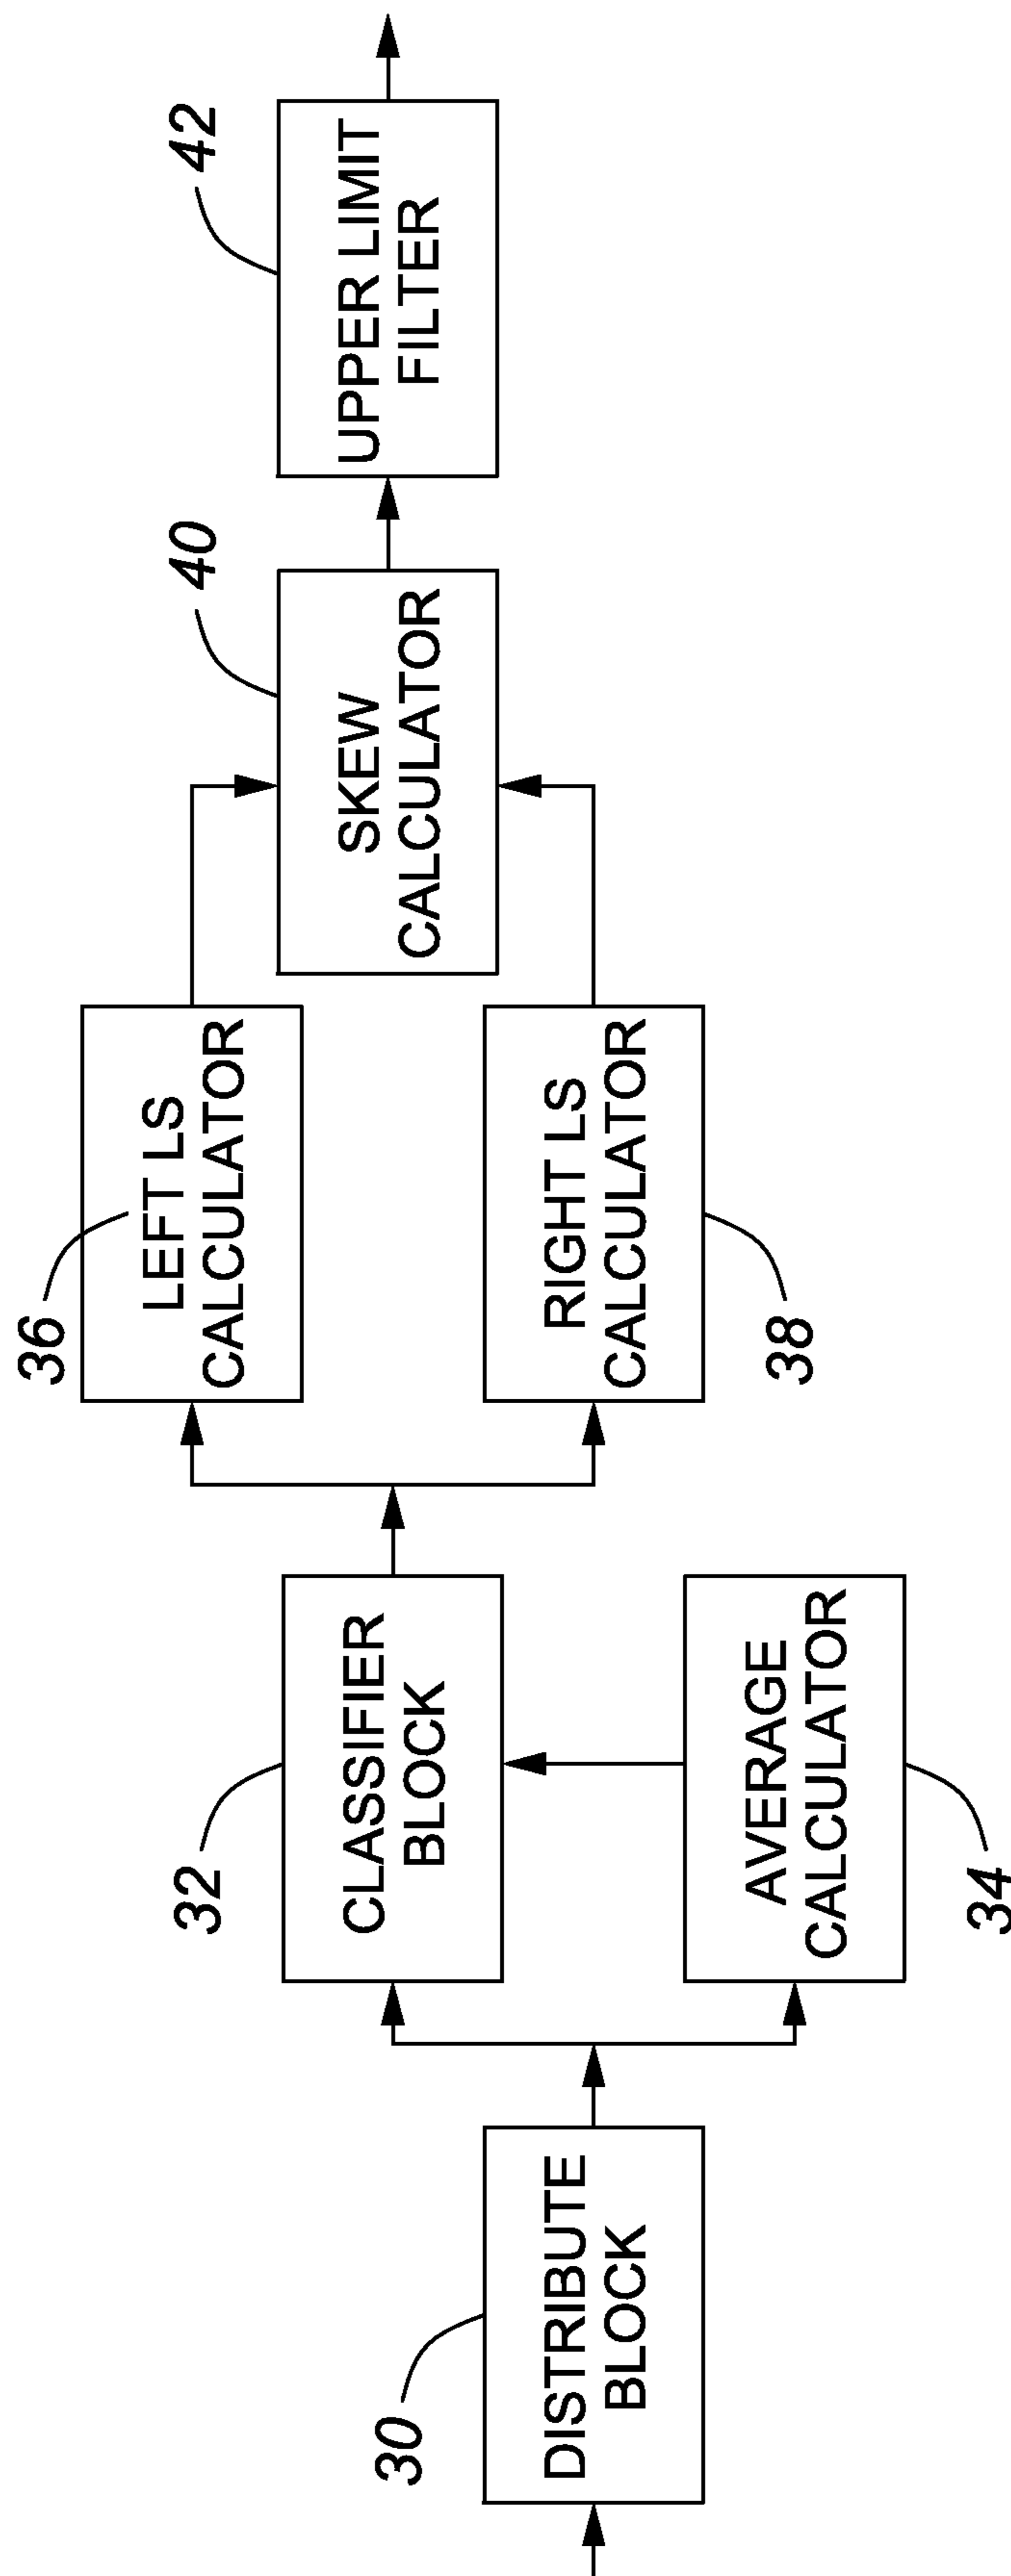 30
DISTRIBUTE
BLOCK
32
CLASSIFIER
BLOCK
AVERAGE
CALCULATOR
34
36
LEFT LS
CALCULATOR
RIGHT LS
CALCULATOR
38
40
SKEW
CALCULATOR
42
UPPER LIMIT
FILTER